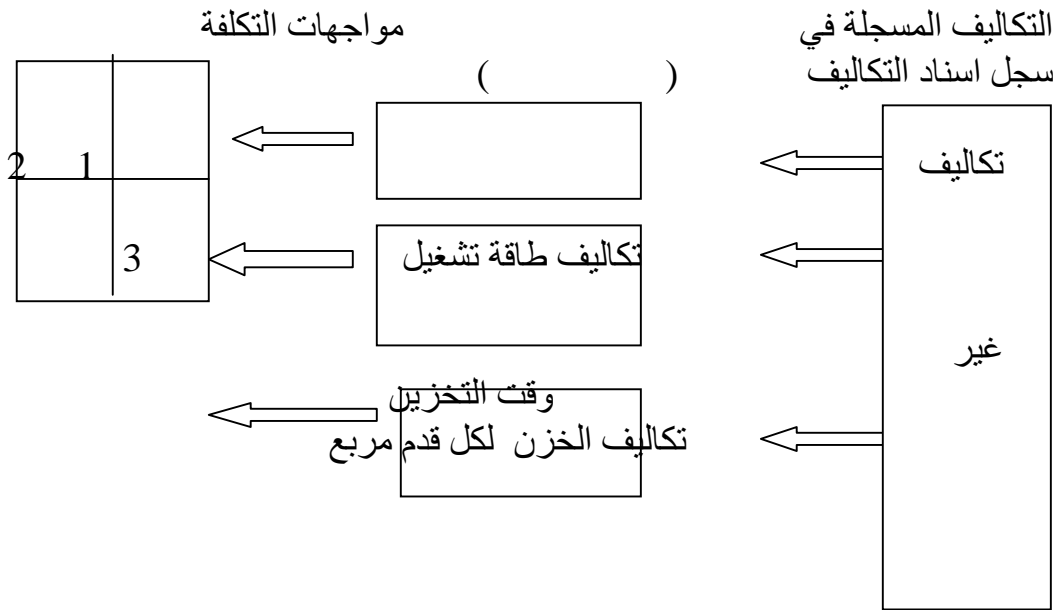 التكاليف المسجلة في
سجل اسناد التكاليف
مواجهات التكلفة
( )
تكاليف
غير
تكاليف طاقة تشغيل
وقت التخزين
تكاليف الخزن لكل قدم مربع
1
2
3